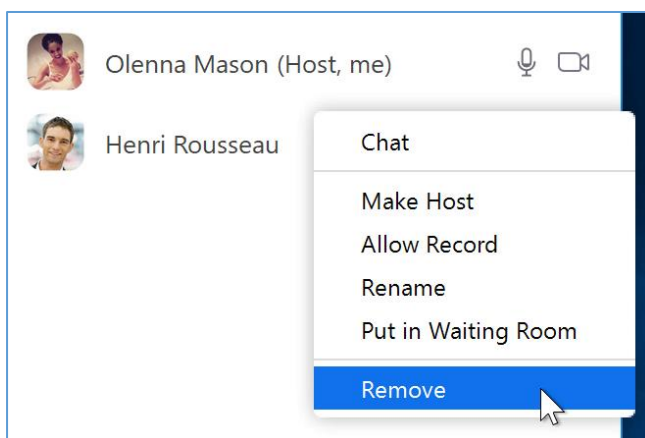 Olenna Mason (Host, me)
Henri Rousseau
Chat
Make Host
Allow Record
Rename
Put in Waiting Room
Remove